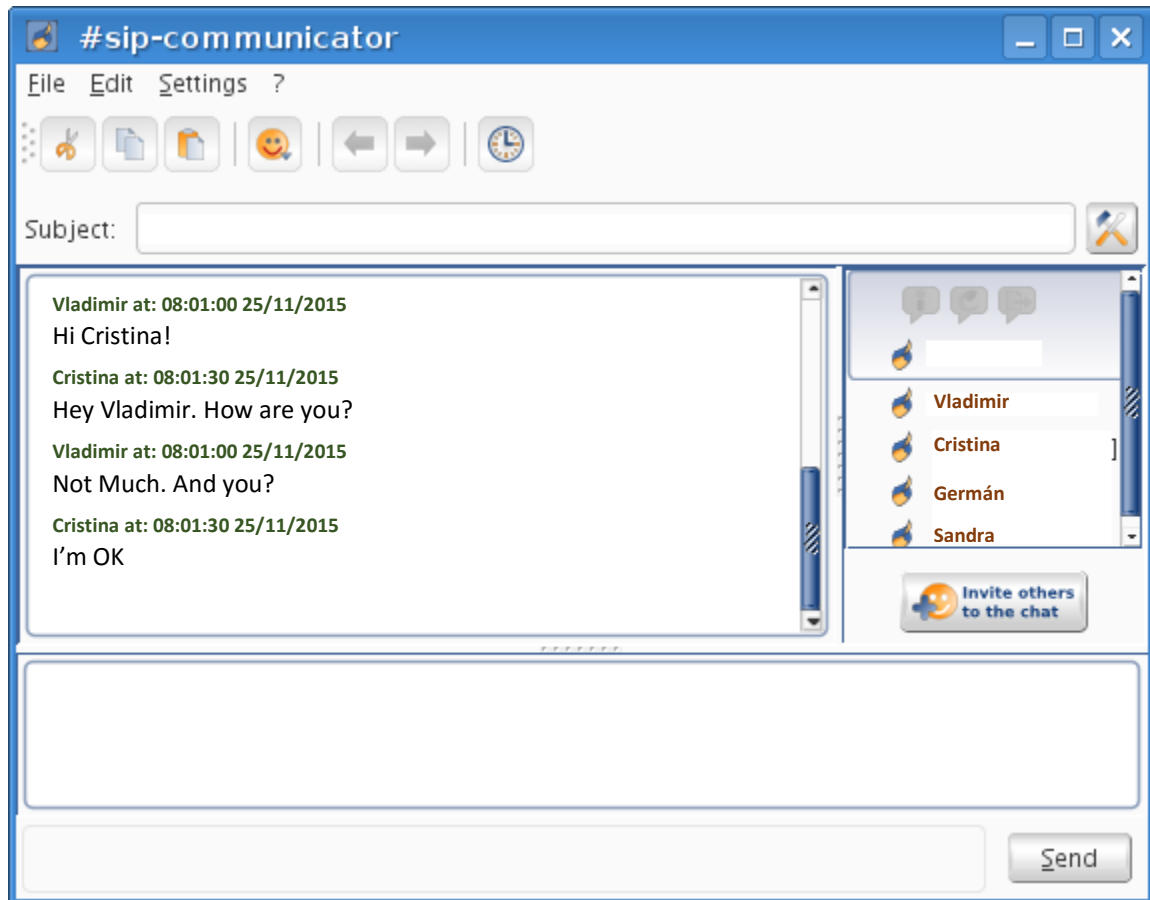 #sip-communicator
File Edit Settings ?
Subject:
Vladimir at: 08:01:00 25/11/2015
Hi Cristina!
Cristina at: 08:01:30 25/11/2015
Hey Vladimir. How are you?
Vladimir at: 08:01:00 25/11/2015
Not Much. And you?
Cristina at: 08:01:30 25/11/2015
I’m OK
Vladimir
Cristina ]
Germán
Sandra
Invite others
to the chat
Send